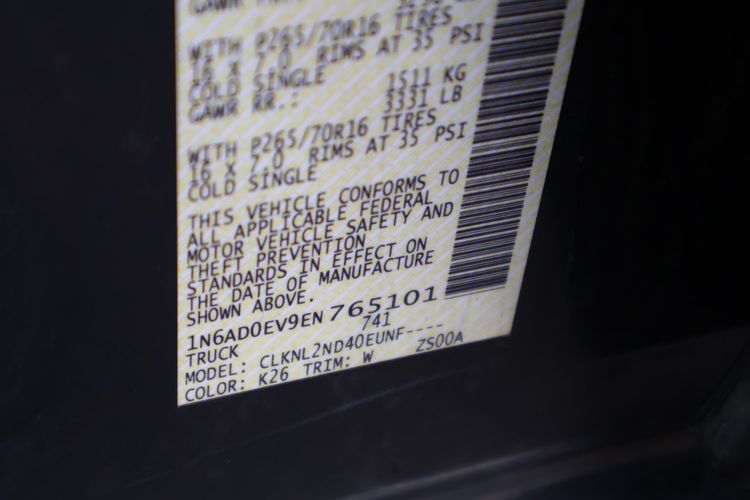 WITH P265/70R16 TIRES
16 X 7.0 RIMS AT 35 PSI
COLD SINGLE 1511 KG
GAWR RR.: 3331 LB
WITH P265/70R16 TIRES
16 X 7.0 RIMS AT 35 PSI
COLD SINGLE
THIS VEHICLE CONFORMS TO
ALL APPLICABLE FEDERAL
MOTOR VEHICLE SAFETY AND
THEFT PREVENTION
STANDARDS IN EFFECT ON
THE DATE OF MANUFACTURE
SHOWN ABOVE.
1N6AD0EV9EN 765101
TRUCK 741
MODEL: CLKNL2ND40EUNF----
COLOR: K26 TRIM: W ZS00A